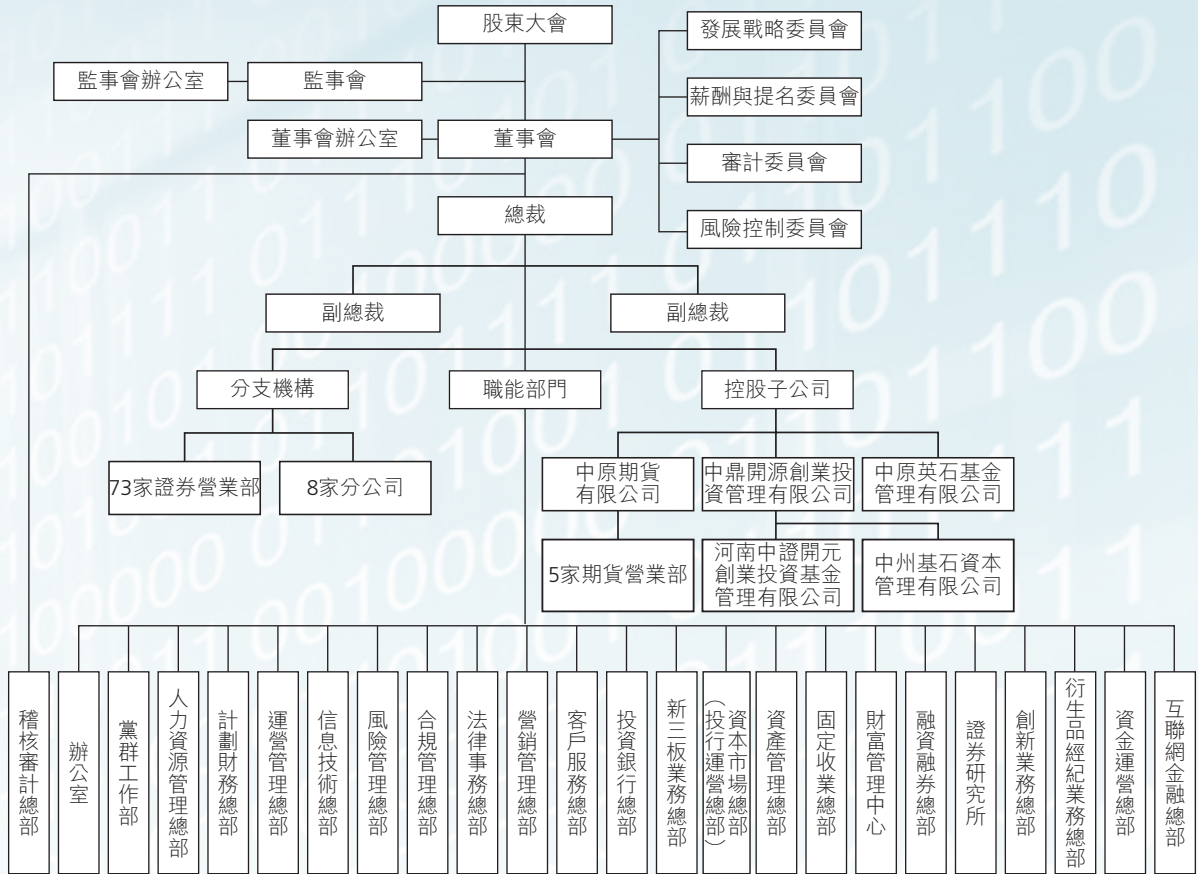 股東大會
發展戰略委員會
監事會辦公室
監事會
薪酬與提名委員會
董事會辦公室
董事會
審計委員會
總裁
風險控制委員會
副總裁
副總裁
分支機構
職能部門
控股子公司
73家證券營業部
8家分公司
中原期貨
有限公司
中鼎開源創業投
資管理有限公司
中原英石基金
管理有限公司
5家期貨營業部
河南中證開元
創業投資基金
管理有限公司
中州基石資本
管理有限公司
稽核審計總部
辦公室
黨群工作部
人力資源管理總部
計劃財務總部
運營管理總部
信息技術總部
風險管理總部
合規管理總部
法律事務總部
營銷管理總部
客戶服務總部
投資銀行總部
新三板業務總部
資本市場總部
（投行運營總部）
資產管理總部
固定收業總部
財富管理中心
融資融券總部
證券研究所
創新業務總部
衍生品經紀業務總部
資金運營總部
互聯網金融總部